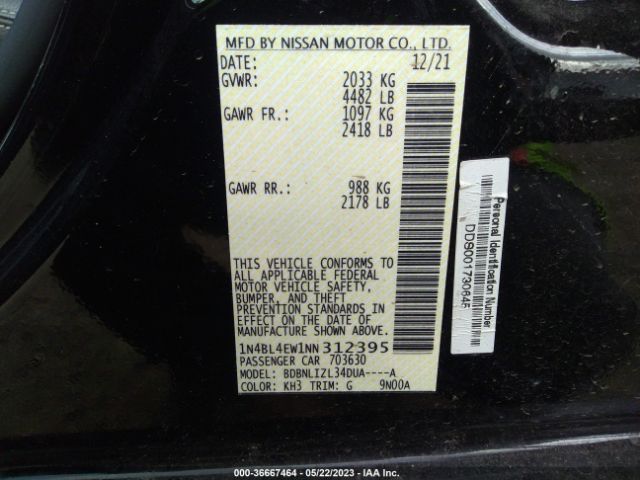 MFD BY NISSAN MOTOR CO., LTD.
DATE: 12/21
GVWR: 2033 KG
4482 LB
GAWR FR.: 1097 KG
2418 LB
GAWR RR.: 988 KG
2178 LB
THIS VEHICLE CONFORMS TO
ALL APPLICABLE FEDERAL
MOTOR VEHICLE SAFETY,
BUMPER, AND THEFT
PREVENTION STANDARDS IN
EFFECT ON THE DATE OF
MANUFACTURE SHOWN ABOVE.
1N4BL4EW1NN312395
PASSENGER CAR 703630
MODEL: BDBNLIZL34DUA----A
COLOR: KH3 TRIM: G 9N00A
Personal Identification Number
DDS001730645
000-36667464 - 05/22/2023 - IAA Inc.